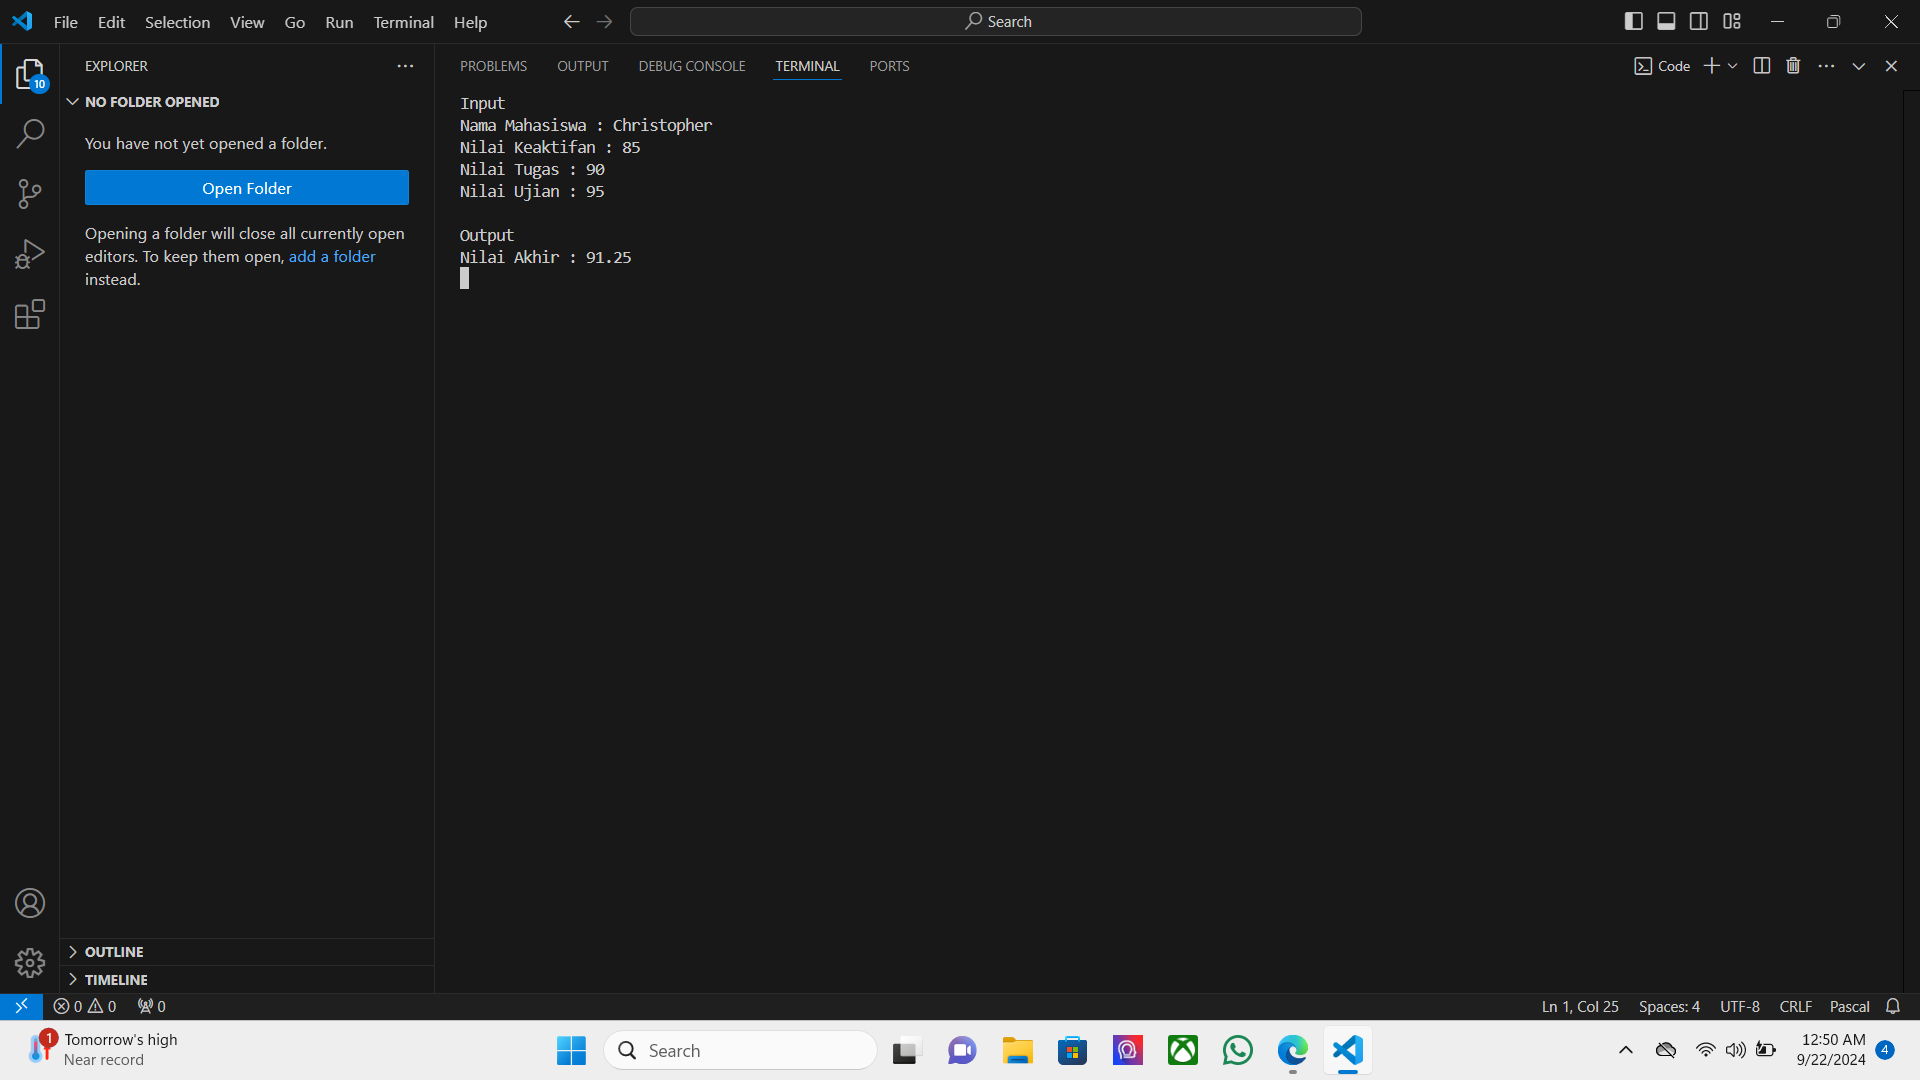 File Edit Selection View Go Run Terminal Help
Search
EXPLORER
10
NO FOLDER OPENED
You have not yet opened a folder.
Open Folder
Opening a folder will close all currently open
editors. To keep them open, add a folder
instead.
OUTLINE
TIMELINE
PROBLEMS OUTPUT DEBUG CONSOLE TERMINAL PORTS
Code
Input
Nama Mahasiswa : Christopher
Nilai Keaktifan : 85
Nilai Tugas : 90
Nilai Ujian : 95
Output
Nilai Akhir : 91.25
0 0 0
Ln 1, Col 25 Spaces: 4 UTF-8 CRLF Pascal
1
Tomorrow's high
Near record
Search
12:50 AM
9/22/2024
4